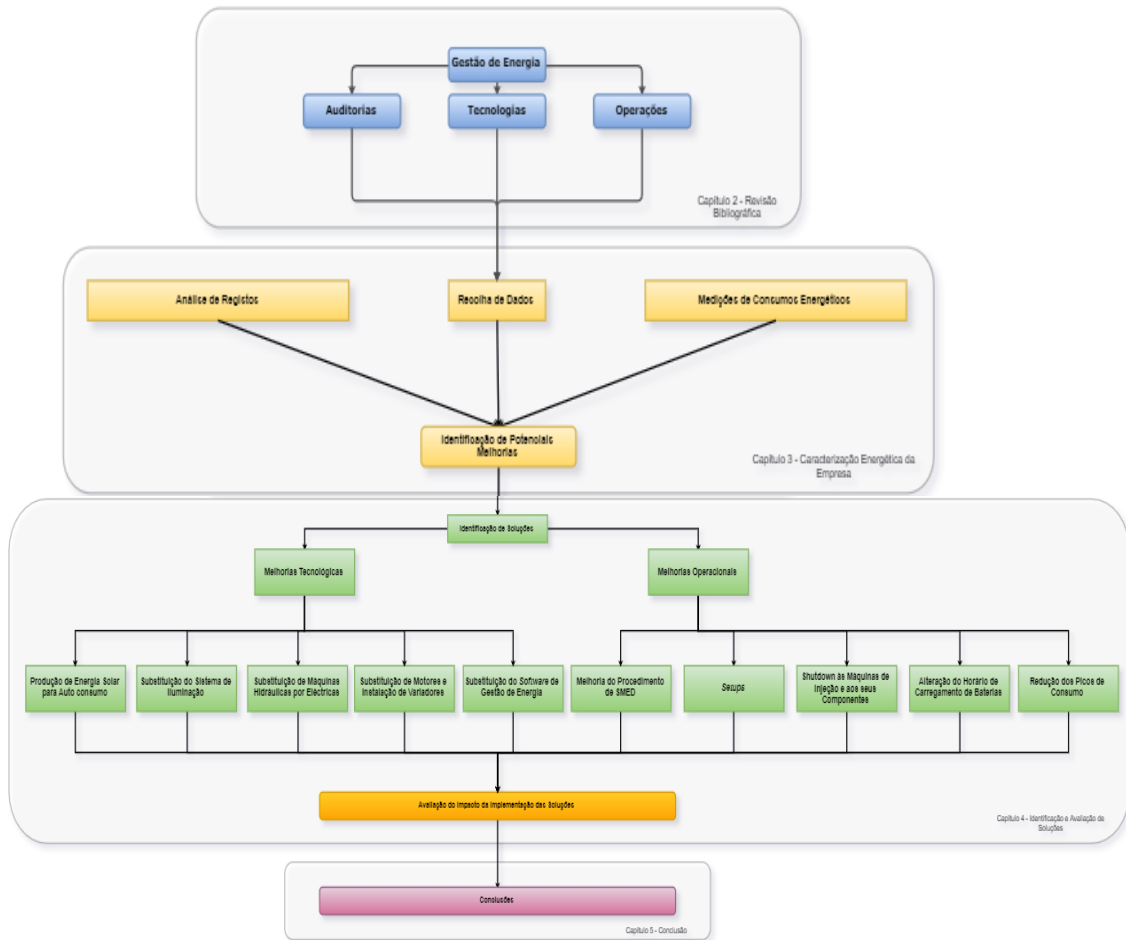 Gestão de Energia
Auditorias
Tecnologias
Operações
Capítulo 2 - Revisão
Bibliográfica
Análise de Registos
Recolha de Dados
Medições de Consumos Energéticos
Identificação de Potenciais
Melhorias
Capítulo 3 - Caracterização Energética da
Empresa
Identificação de Soluções
Melhorias Tecnológicas
Melhorias Operacionais
Produção de Energia Solar
para Auto consumo
Substituição do Sistema de
Iluminação
Substituição de Máquinas
Hidráulicas por Eléctricas
Substituição de Motores e
Instalação de Variadores
Substituição do Software de
Gestão de Energia
Melhoria do Procedimento
de SMED
Setups
Shutdown às Máquinas de
Injeção e aos seus
Componentes
Alteração do Horário de
Carregamento de Baterias
Redução dos Picos de
Consumo
Avaliação do Impacto da Implementação das Soluções
Capítulo 4 - Identificação e Avaliação de
Soluções
Conclusões
Capítulo 5 - Conclusão